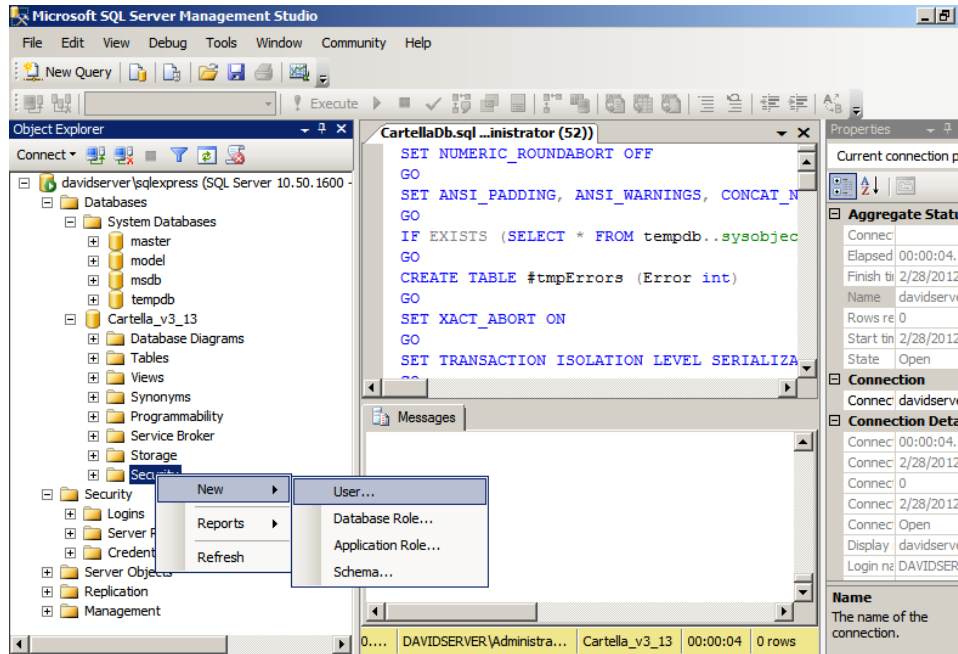 Microsoft SQL Server Management Studio
File Edit View Debug Tools Window Community Help
New Query
Execute
Object Explorer
Connect
davidserver\sqlexpress (SQL Server 10.50.1600 -
Databases
System Databases
master
model
msdb
tempdb
Cartella_v3_13
Database Diagrams
Tables
Views
Synonyms
Programmability
Service Broker
Storage
Security
Security
Logins
Server R
Credent
Server Objects
Replication
Management
New
Reports
Refresh
User...
Database Role...
Application Role...
Schema...
CartellaDb.sql ...inistrator (52))
SET NUMERIC_ROUNDABORT OFF
GO
SET ANSI_PADDING, ANSI_WARNINGS, CONCAT_N
GO
IF EXISTS (SELECT * FROM tempdb..sysobjec
GO
CREATE TABLE #tmpErrors (Error int)
GO
SET XACT_ABORT ON
GO
SET TRANSACTION ISOLATION LEVEL SERIALIZA
Messages
0.... DAVIDSERVER\Administra... Cartella_v3_13 00:00:04 0 rows
Properties
Current connection p
Aggregate Statu
Connec
Elapsed 00:00:04.
Finish tir 2/28/2012
Name davidserve
Rows re 0
Start tin 2/28/2012
State Open
Connection
Connec davidserve
Connection Deta
Connec 00:00:04.
Connec 2/28/2012
Connec 0
Connec 2/28/2012
Connec Open
Display davidserve
Login na DAVIDSER
Name
The name of the
connection.